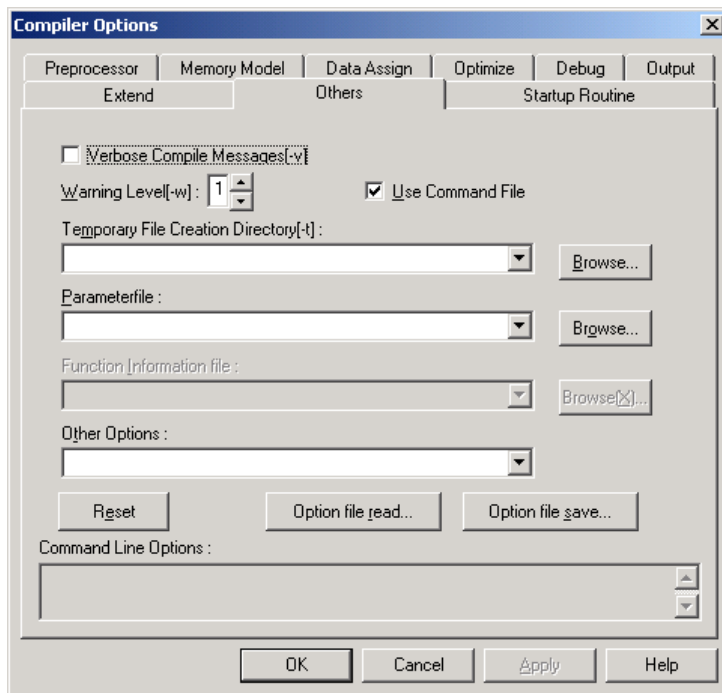 Compiler Options
Preprocessor Memory Model Data Assign Optimize Debug Output
Extend Others Startup Routine
Verbose Compile Messages[-v]
Warning Level[-w] : 1 Use Command File
Temporary File Creation Directory[-t] :
Browse...
Parameterfile :
Browse...
Function Information file :
Browse(X)...
Other Options :
Reset Option file read... Option file save...
Command Line Options :
OK Cancel Apply Help